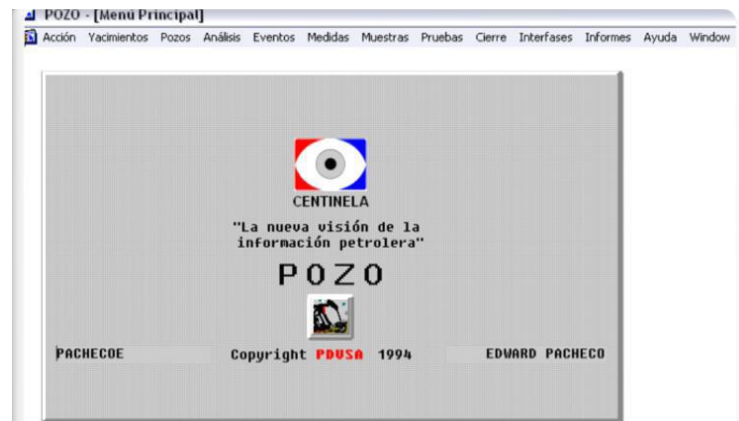 POZO - [Menú Principal]
Acción Yacimientos Pozos Análisis Eventos Medidas Muestras Pruebas Cierre Interfases Informes Ayuda Window
CENTINELA
"La nueva visión de la
información petrolera"
POZO
PACHECOE Copyright PDVSA 1994 EDWARD PACHECO